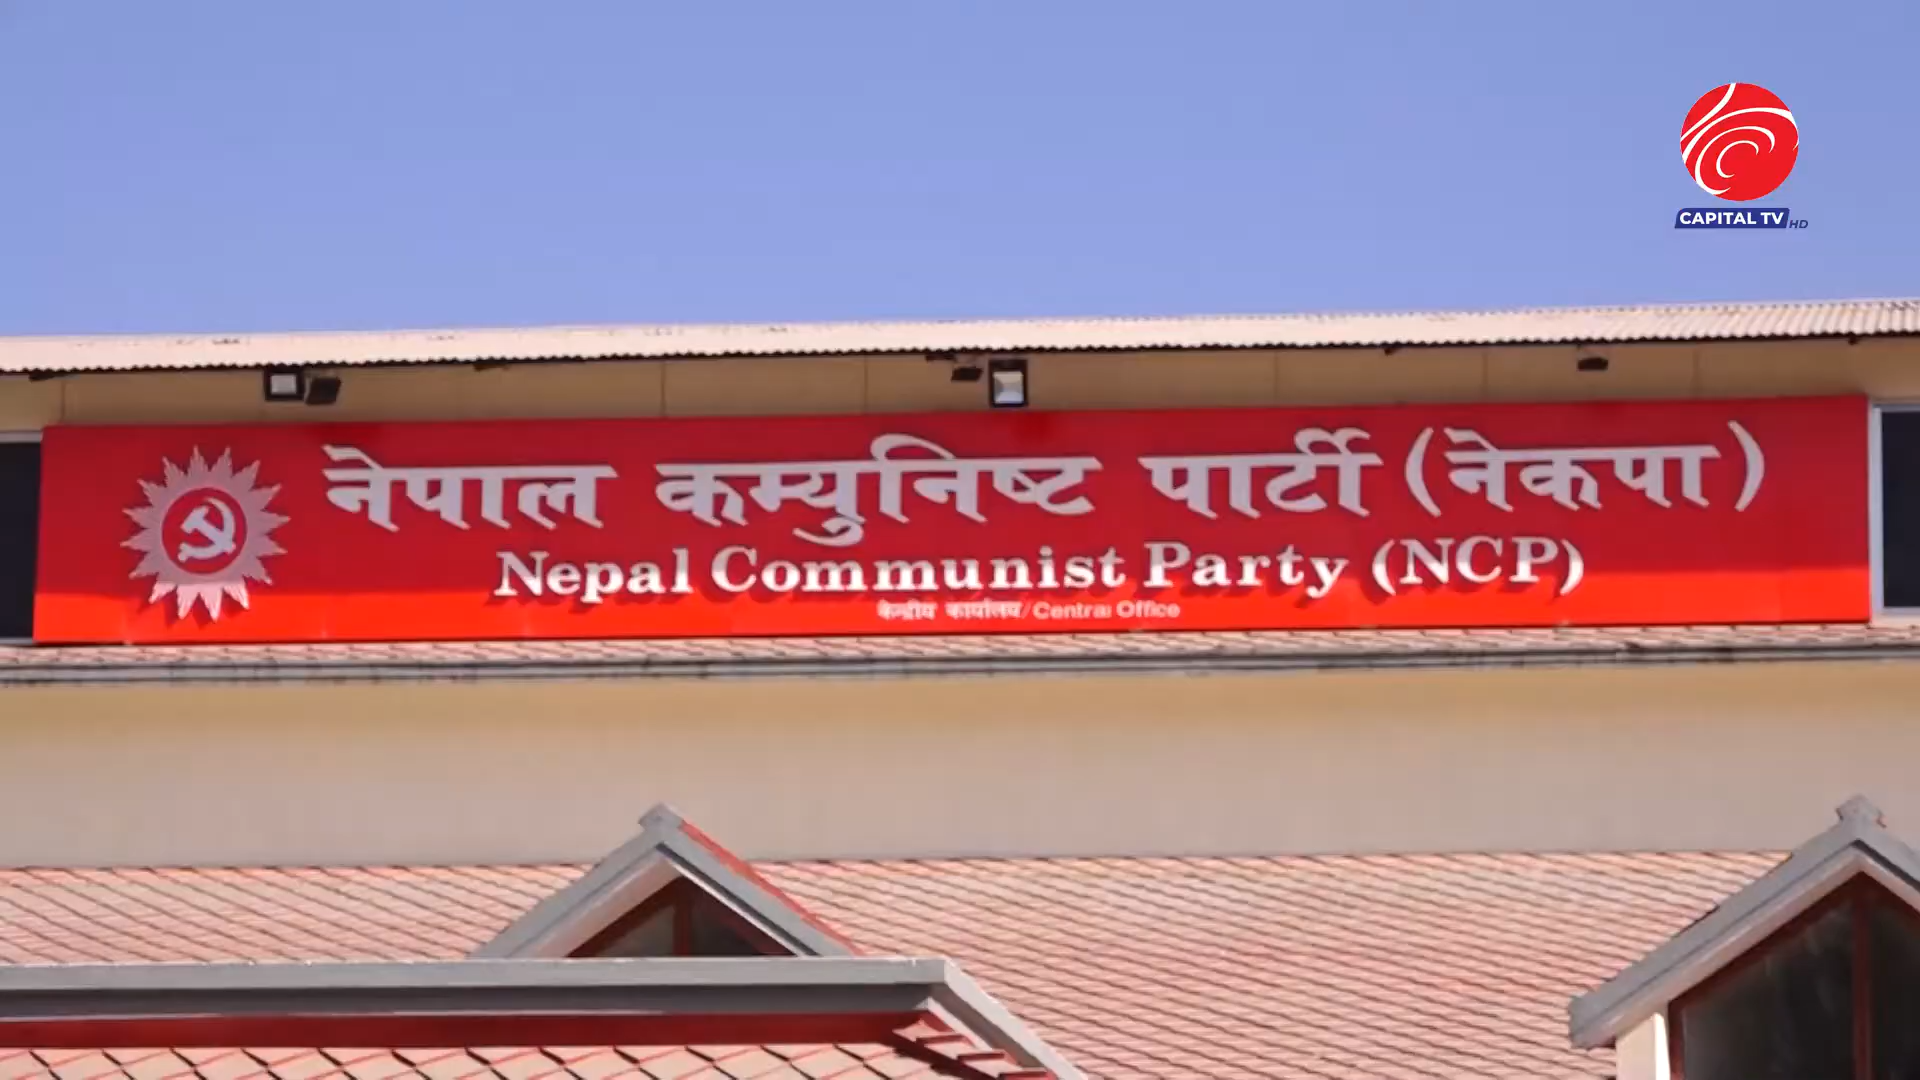 CAPITAL TV HD
नेपाल कम्युनिष्ट पार्टी (नेकपा)
Nepal Communist Party (NCP)
केन्द्रीय कार्यालय/Central Office